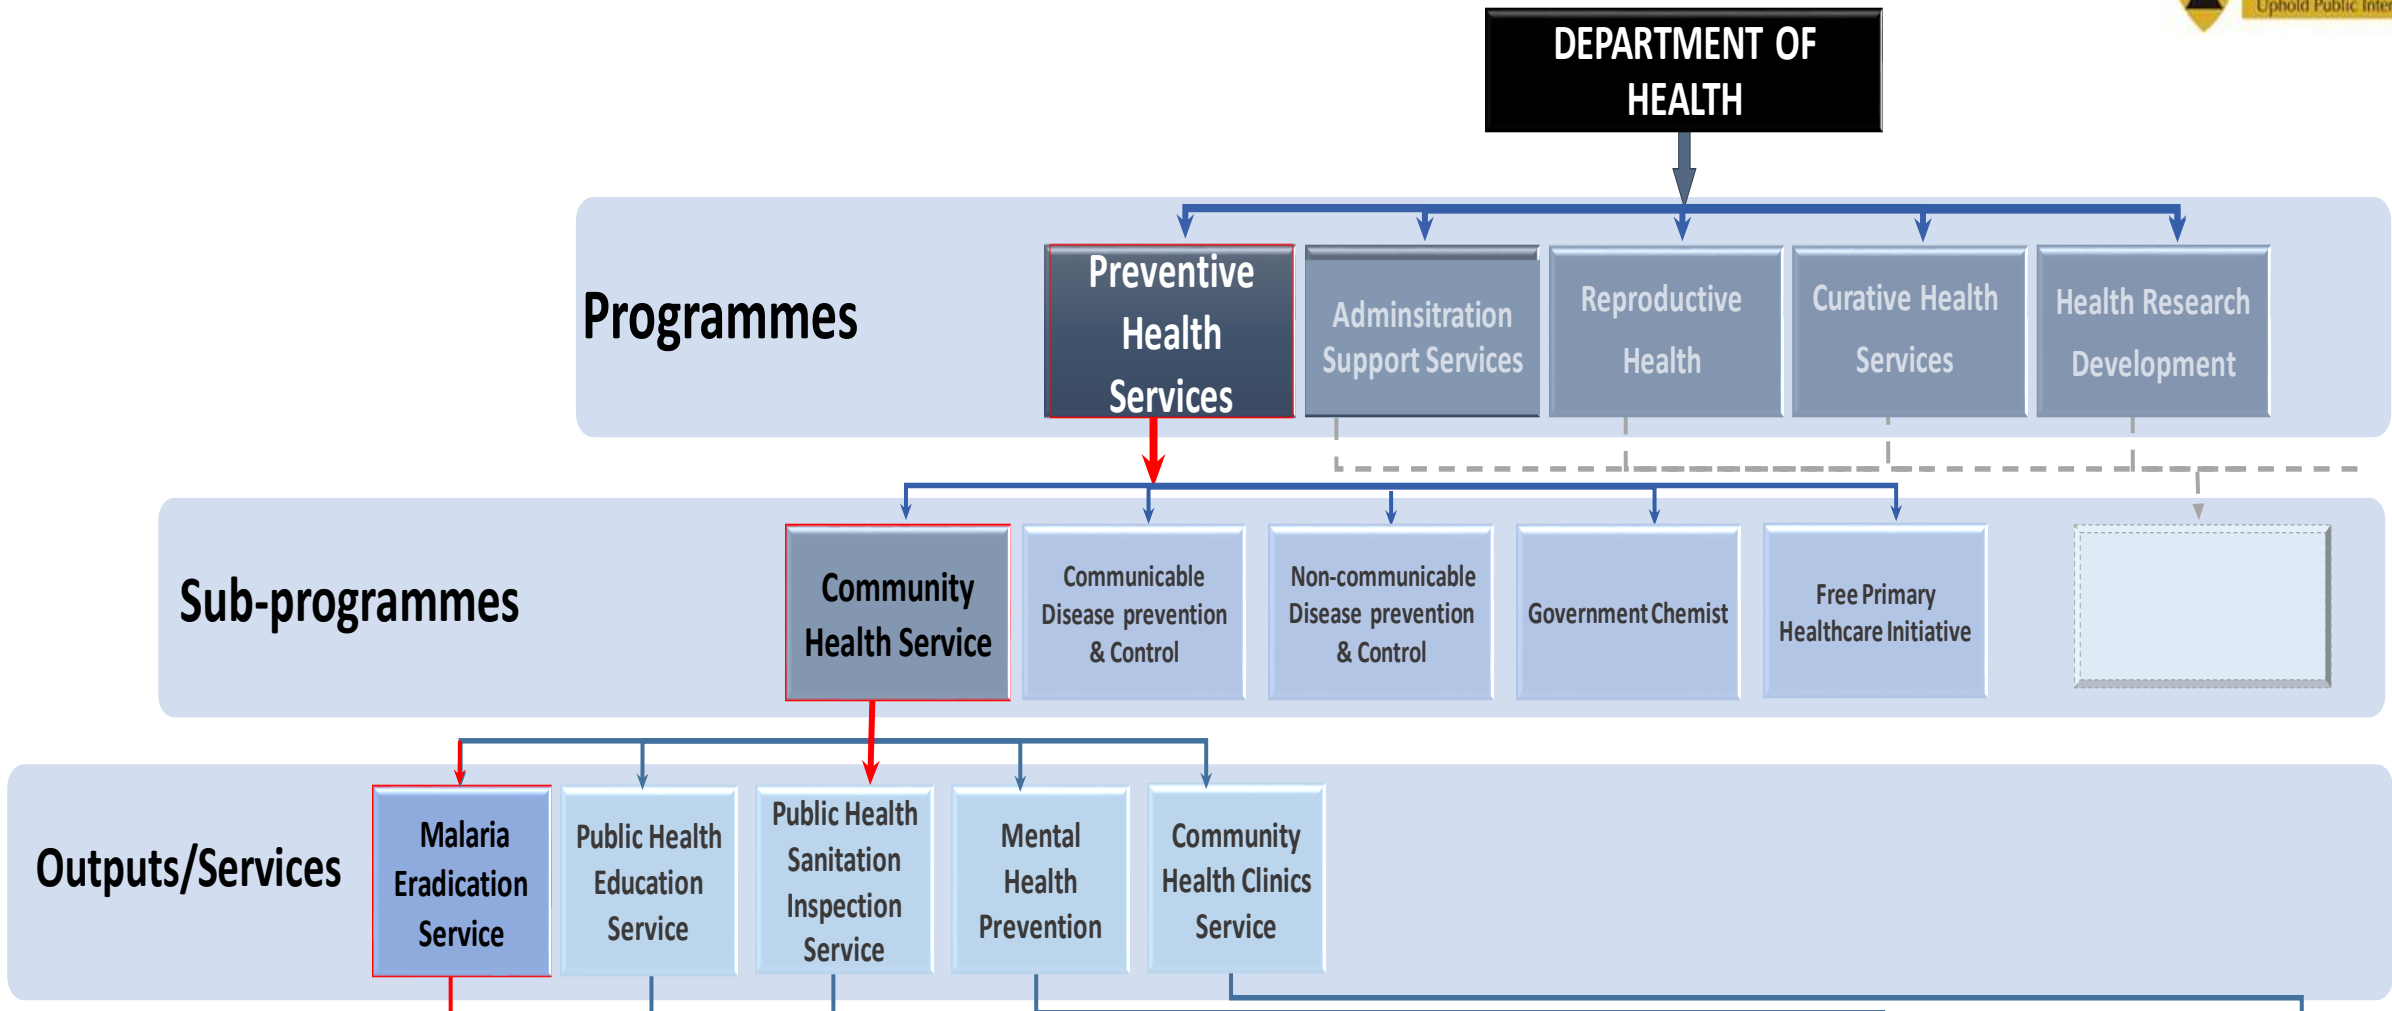 Uphold Public Inter
DEPARTMENT OF
HEALTH
Programmes
Preventive
Health
Services
Adminsitration
Support Services
Reproductive
Health
Curative Health
Services
Health Research
Development
Sub-programmes
Community
Health Service
Communicable
Disease prevention
& Control
Non-communicable
Disease prevention
& Control
Government Chemist
Free Primary
Healthcare Initiative
Outputs/Services
Malaria
Eradication
Service
Public Health
Education
Service
Public Health
Sanitation
Inspection
Service
Mental
Health
Prevention
Community
Health Clinics
Service